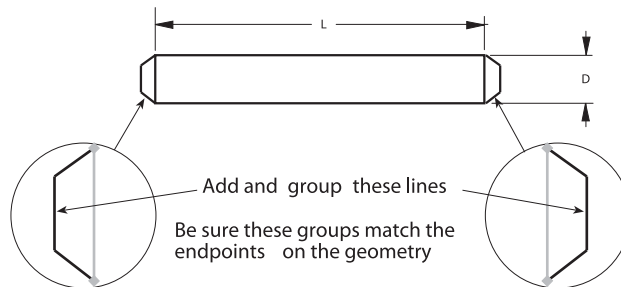 L
D
Add and group these lines
Be sure these groups match the
endpoints on the geometry